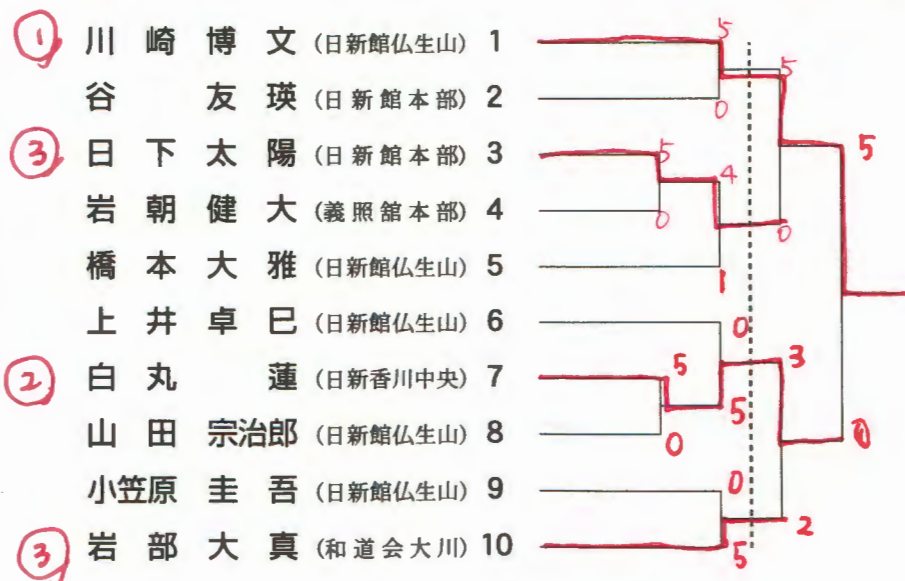 ① 川崎博文 (日新館仏生山) 1
谷友瑛 (日新館本部) 2
③ 日下太陽 (日新館本部) 3
岩朝健大 (義照舘本部) 4
橋本大雅 (日新館仏生山) 5
上井卓巳 (日新館仏生山) 6
② 白丸蓮 (日新香川中央) 7
山田宗治郎 (日新館仏生山) 8
小笠原圭吾 (日新館仏生山) 9
③ 岩部大真 (和道会大川) 10
5
0
5
0
4
1
5
0
5
0
5
0
5
3
0
5
2